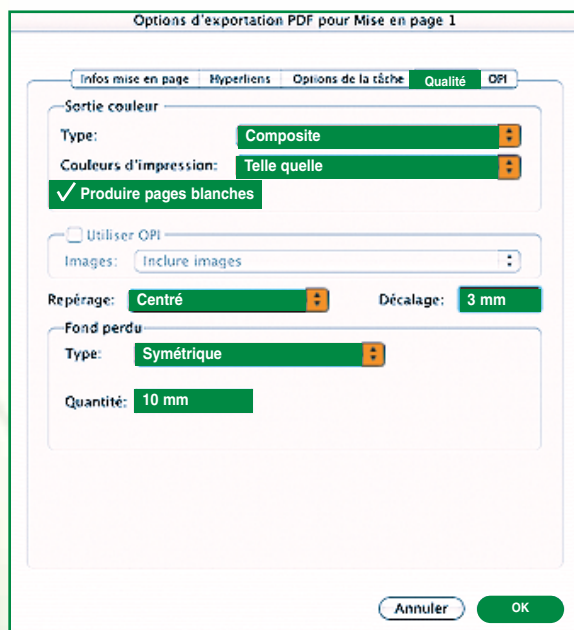 Options d'exportation PDF pour Mise en page 1
Infos mise en page Hyperliens Options de la tâche Qualité OPI
Sortie couleur
Type: Composite
Couleurs d'impression: Telle quelle
✓ Produire pages blanches
Utiliser OPI
Images: Inclure images
Repérage: Centré Décalage: 3 mm
Fond perdu
Type: Symétrique
Quantité: 10 mm
Annuler OK